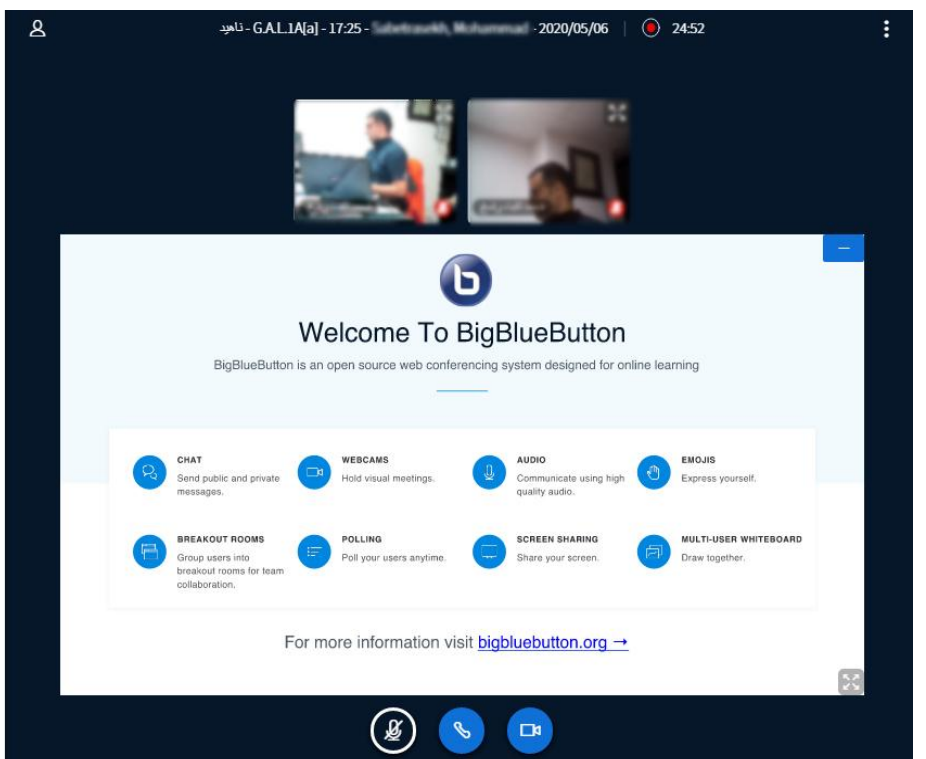 ناهید - G.A.L.1A[a] - 17:25 - - 2020/05/06 | 24:52
Welcome To BigBlueButton
BigBlueButton is an open source web conferencing system designed for online learning
CHAT
Send public and private
messages.
WEBCAMS
Hold visual meetings.
AUDIO
Communicate using high
quality audio.
EMOJIS
Express yourself.
BREAKOUT ROOMS
Group users into
breakout rooms for team
collaboration.
POLLING
Poll your users anytime.
SCREEN SHARING
Share your screen.
MULTI-USER WHITEBOARD
Draw together.
For more information visit bigbluebutton.org →